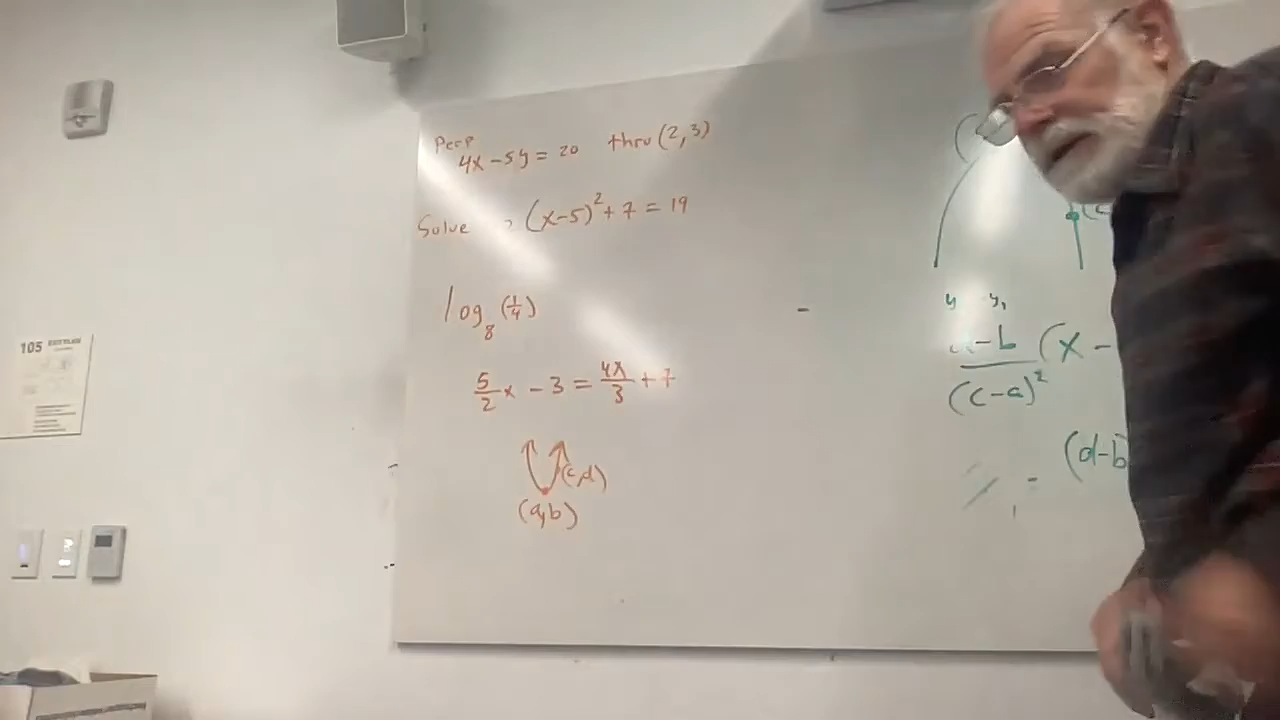 Perp
4x - 5y = 20 thru (2, 3)
Solve (x-5)² + 7 = 19
log₈ (1/4)
5/2 x - 3 = 4x/3 + 7
(c,d)
(a,b)
105
y y₁
-b (x -
(c-a)²
(d-b